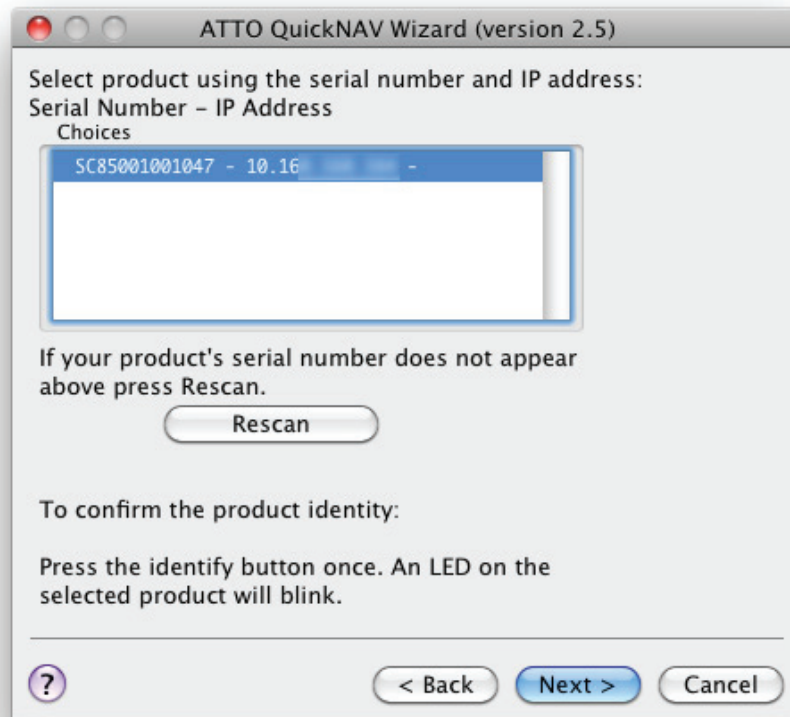 ATTO QuickNAV Wizard (version 2.5)
Select product using the serial number and IP address:
Serial Number – IP Address
Choices
SC85001001047 - 10.16 -
If your product's serial number does not appear
above press Rescan.
Rescan
To confirm the product identity:
Press the identify button once. An LED on the
selected product will blink.
?
< Back
Next >
Cancel